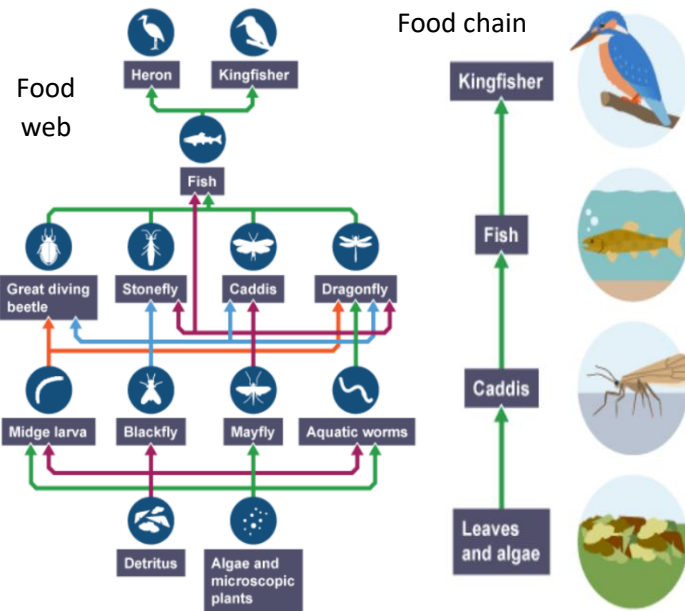 Food chain
Food
web
Heron
Kingfisher
Fish
Great diving
beetle
Stonefly
Caddis
Dragonfly
Midge larva
Blackfly
Mayfly
Aquatic worms
Detritus
Algae and
microscopic
plants
Kingfisher
Fish
Caddis
Leaves
and algae